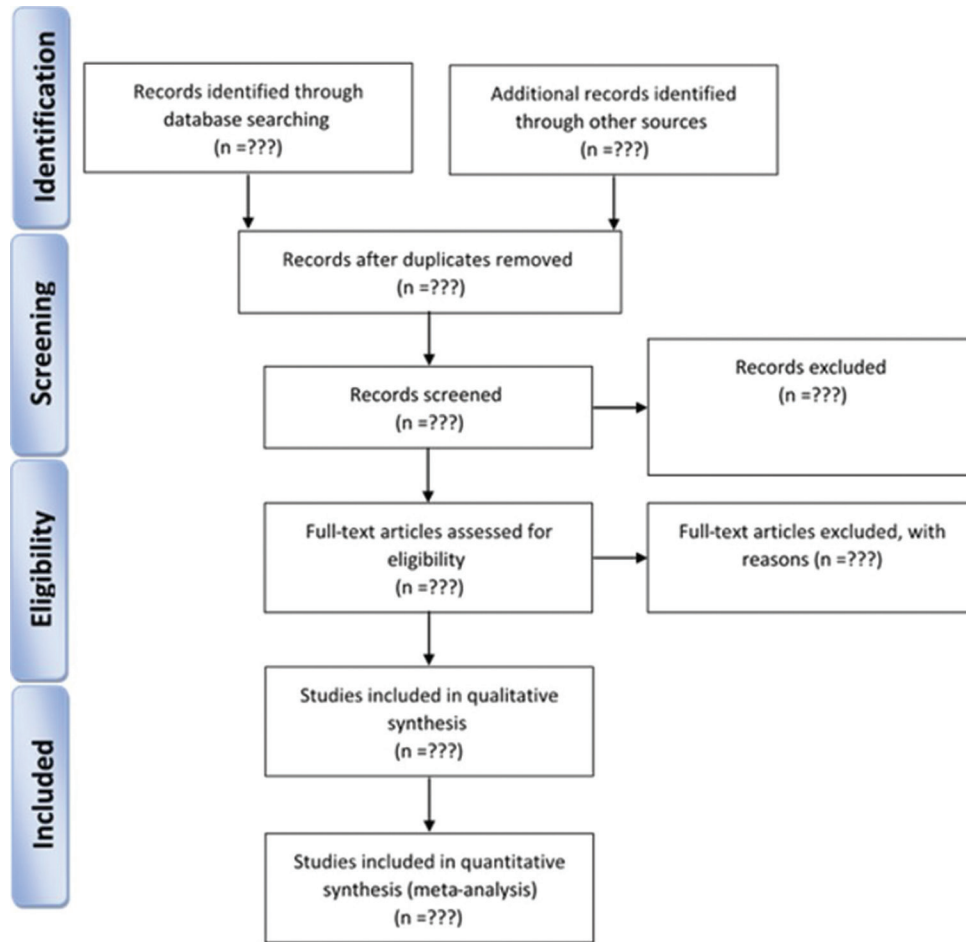 Identification
Records identified through
database searching
(n =???)
Additional records identified
through other sources
(n =???)
Screening
Records after duplicates removed
(n =???)
Records screened
(n =???)
Records excluded
(n =???)
Eligibility
Full-text articles assessed for
eligibility
(n =???)
Full-text articles excluded, with
reasons (n =???)
Included
Studies included in qualitative
synthesis
(n =???)
Studies included in quantitative
synthesis (meta-analysis)
(n =???)